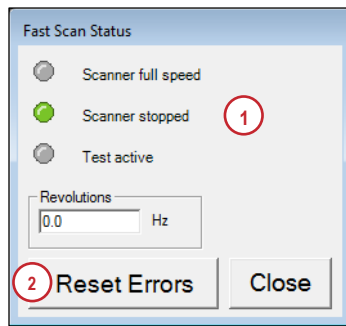 Fast Scan Status
Scanner full speed
Scanner stopped
1
Test active
Revolutions
0.0 Hz
2 Reset Errors Close